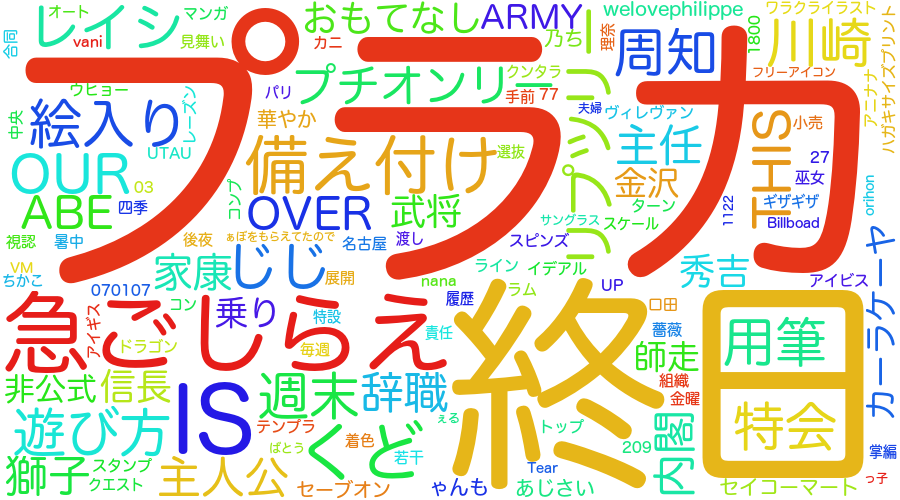 オート
マンガ
おもてなし
ARMY
welovephilippe
ワラクライラスト
レイシ
vani
見舞い
カニ
乃ち
理系
1800
川崎
合同
プラカ
周知
ハガキサイズプリント
プチオンリー
クンタラ
フリーアイコン
アニナナ
ウヒョー
パリ
手前
77
夫婦
ヴィレヴァン
リプップリ
中央
絵入り
レーズン
華やか
THIS
小売
UTAU
備え付け
選抜
主任
27
OUR
03
コンプ
金沢
巫女
ギザギザ
orihon
ABE
四季
OVER
武将
サングラス
ターン
スケール
1122
Billboad
視認
暑中
後夜
ぁぽをもらえてたので
名古屋
渡し
スピンズ
VM
ちかこ
家康
じじ
展開
nana
ライン
イデアル
秀吉
アイビス
カーラケーヤ
070107
コン
乗り
履歴
ラム
UP
口田
急ごしらえ
アイギス
特設
責任
終日
薔薇
用筆
ドラゴン
毎週
師走
非公式
信長
IS
週末
辞職
組織
金曜
遊び方
テンプラ
くど
着色
ぇる
トップ
特会
ばとう
若干
209
内閣
獅子
スタンプ
クエスト
主人公
セーブオン
ゃんも
Tear
あじさい
セイコーマート
掌編
っ子